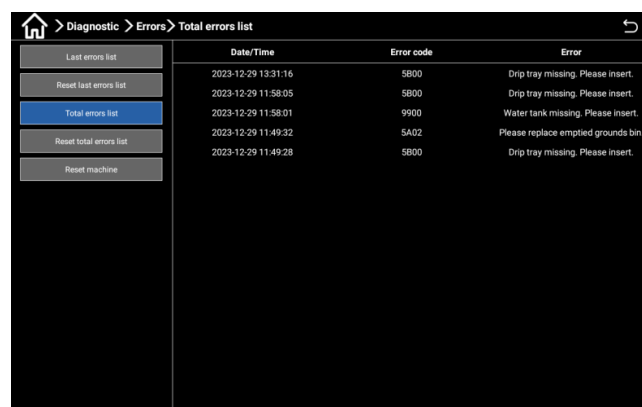 Diagnostic Errors Total errors list
Last errors list
Reset last errors list
Total errors list
Reset total errors list
Reset machine
Date/Time Error code Error
2023-12-29 13:31:16 5B00 Drip tray missing. Please insert.
2023-12-29 11:58:05 5B00 Drip tray missing. Please insert.
2023-12-29 11:58:01 9900 Water tank missing. Please insert.
2023-12-29 11:49:32 5A02 Please replace emptied grounds bin
2023-12-29 11:49:28 5B00 Drip tray missing. Please insert.